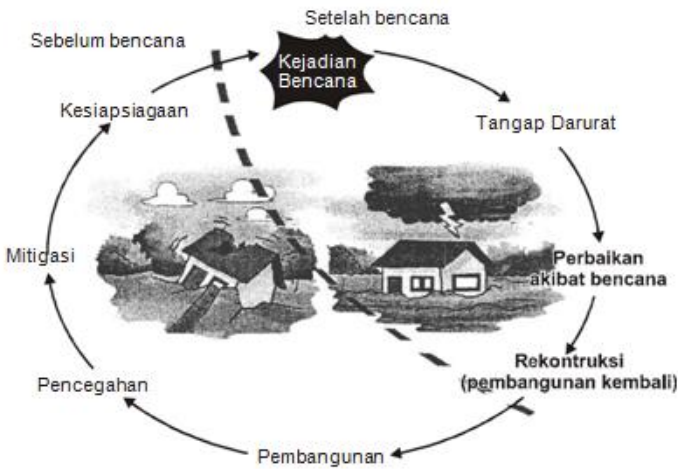 Setelah bencana
Sebelum bencana
Kejadian
Bencana
Kesiapsiagaan
Tangap Darurat
Mitigasi
Perbaikan
akibat bencana
Rekontruksi
(pembangunan kembali)
Pencegahan
Pembangunan